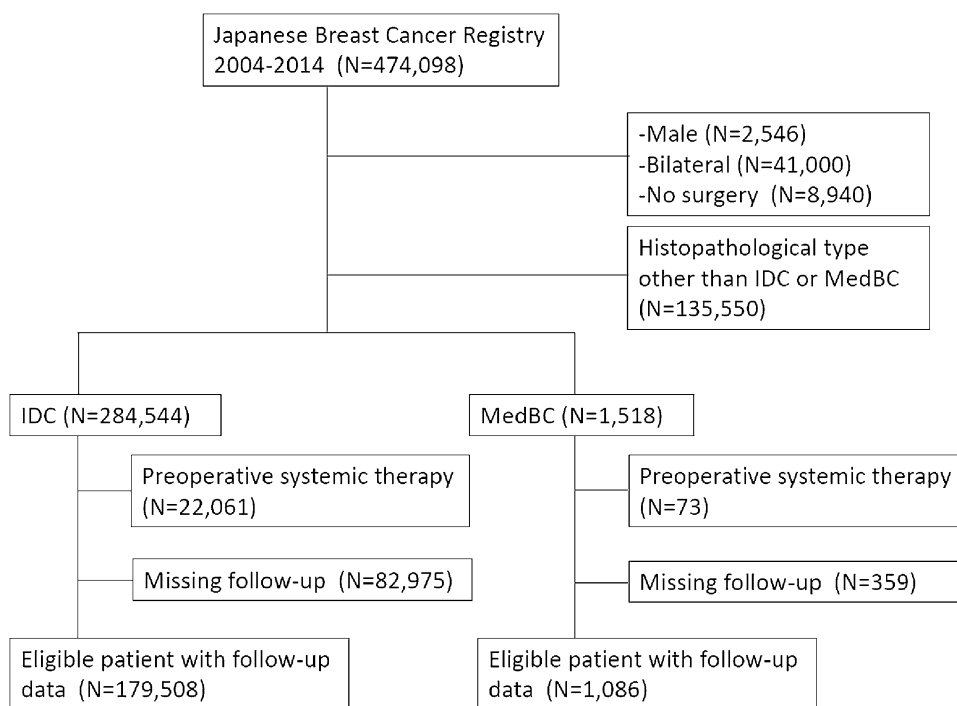 Japanese Breast Cancer Registry
2004-2014 (N=474,098)
-Male (N=2,546)
-Bilateral (N=41,000)
-No surgery (N=8,940)
Histopathological type
other than IDC or MedBC
(N=135,550)
IDC (N=284,544)
MedBC (N=1,518)
Preoperative systemic therapy
(N=22,061)
Preoperative systemic therapy
(N=73)
Missing follow-up (N=82,975)
Missing follow-up (N=359)
Eligible patient with follow-up
data (N=179,508)
Eligible patient with follow-up
data (N=1,086)